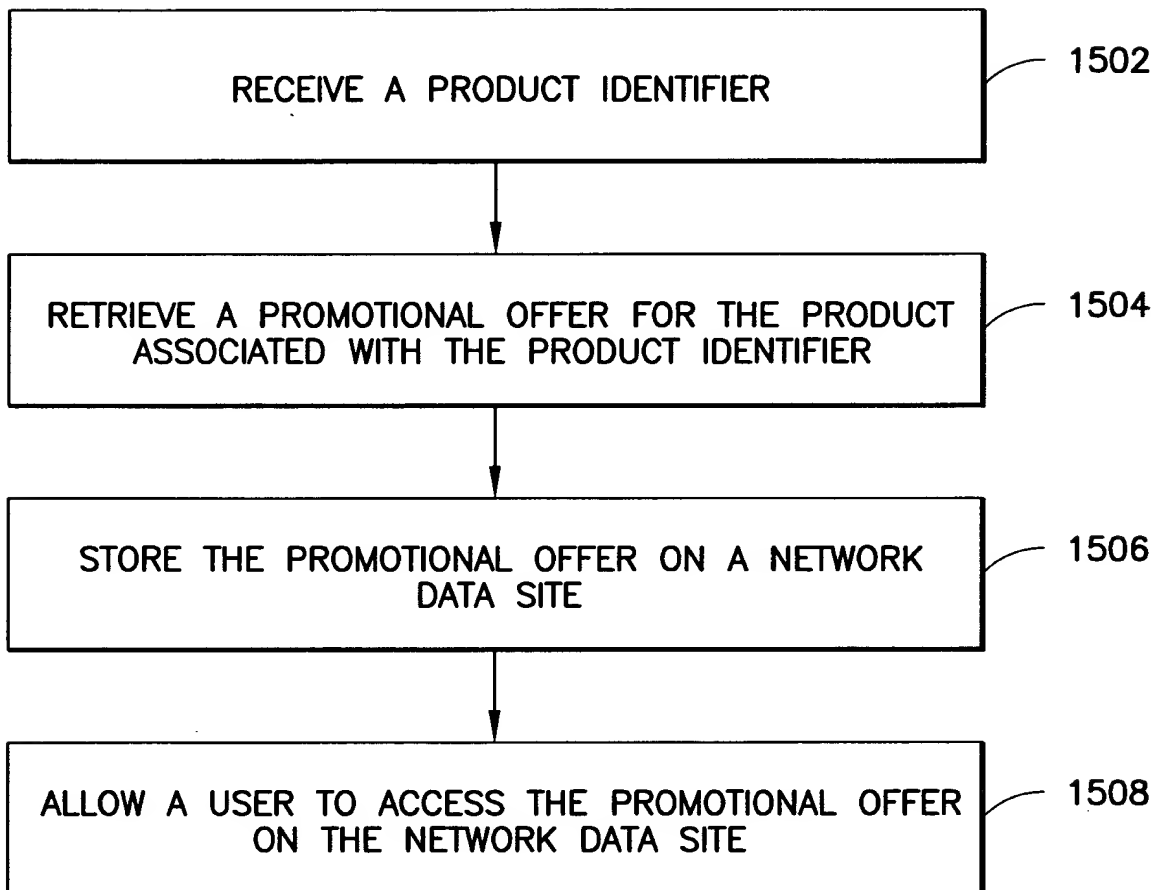 RECEIVE A PRODUCT IDENTIFIER
1502
RETRIEVE A PROMOTIONAL OFFER FOR THE PRODUCT
ASSOCIATED WITH THE PRODUCT IDENTIFIER
1504
STORE THE PROMOTIONAL OFFER ON A NETWORK
DATA SITE
1506
ALLOW A USER TO ACCESS THE PROMOTIONAL OFFER
ON THE NETWORK DATA SITE
1508